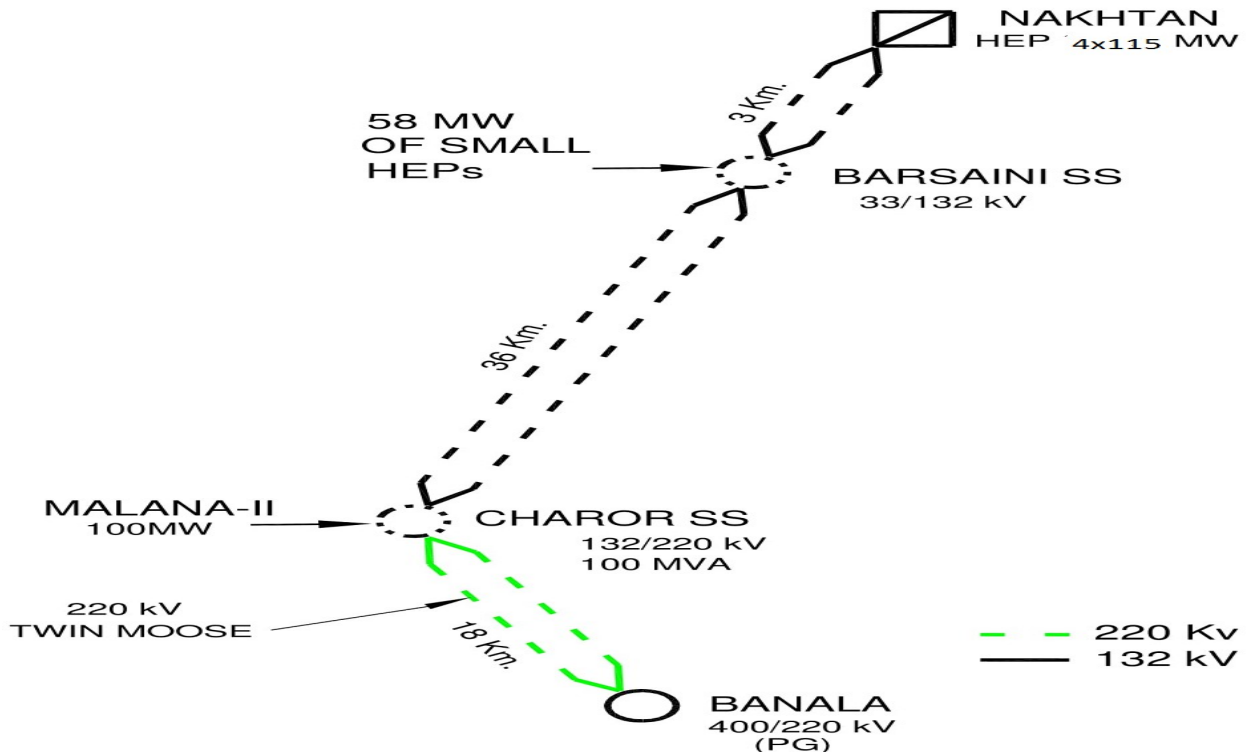 NAKHTAN
HEP 4x115 MW
3 Km.
58 MW
OF SMALL
HEPs
BARSAINI SS
33/132 kV
36 Km.
MALANA-II
100MW
CHAROR SS
132/220 kV
100 MVA
220 kV
TWIN MOOSE
18 Km.
220 Kv
132 kV
BANALA
400/220 kV
(PG)